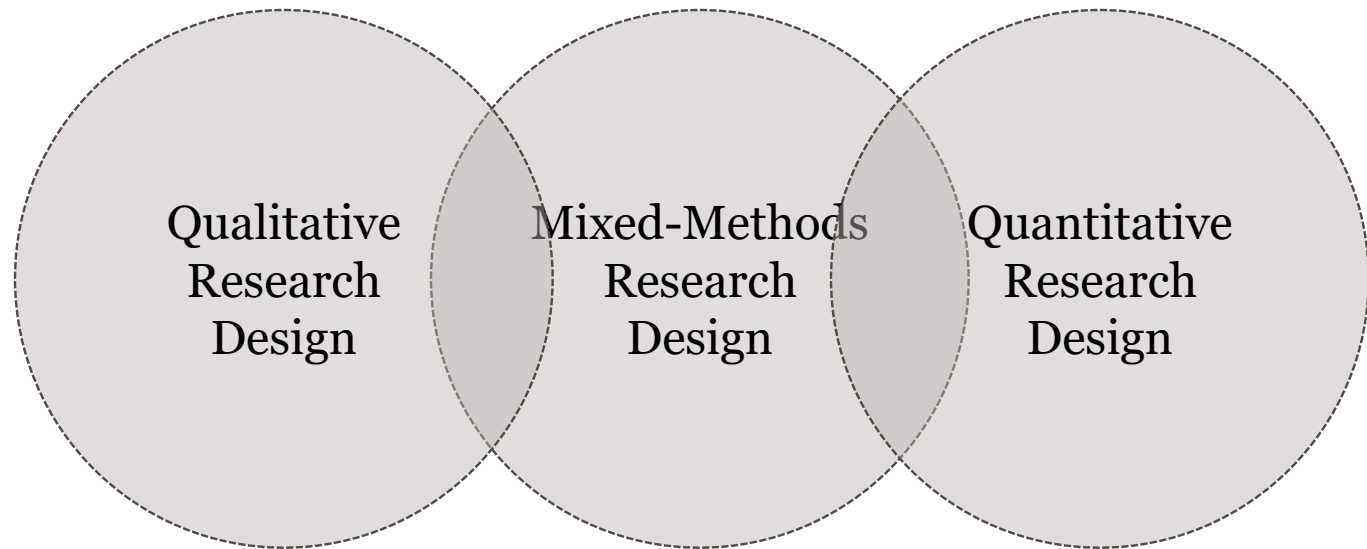 Qualitative
Research
Design
Mixed-Methods
Research
Design
Quantitative
Research
Design